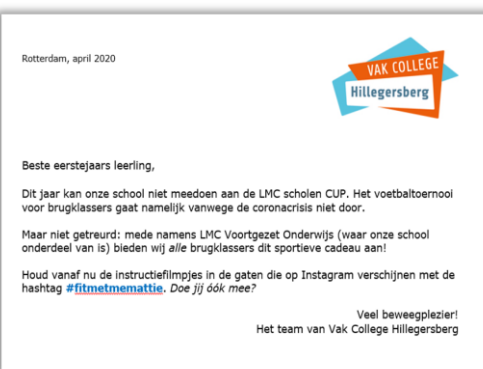 Rotterdam, april 2020
VAK COLLEGE
Hillegersberg
Beste eerstejaars leerling,
Dit jaar kan onze school niet meedoen aan de LMC scholen CUP. Het voetbaltoernooi
voor brugklassers gaat namelijk vanwege de coronacrisis niet door.
Maar niet getreurd: mede namens LMC Voortgezet Onderwijs (waar onze school
onderdeel van is) bieden wij alle brugklassers dit sportieve cadeau aan!
Houd vanaf nu de instructiefilmpjes in de gaten die op Instagram verschijnen met de
hashtag #fitmetmemattie. Doe jij óók mee?
Veel beweegplezier!
Het team van Vak College Hillegersberg